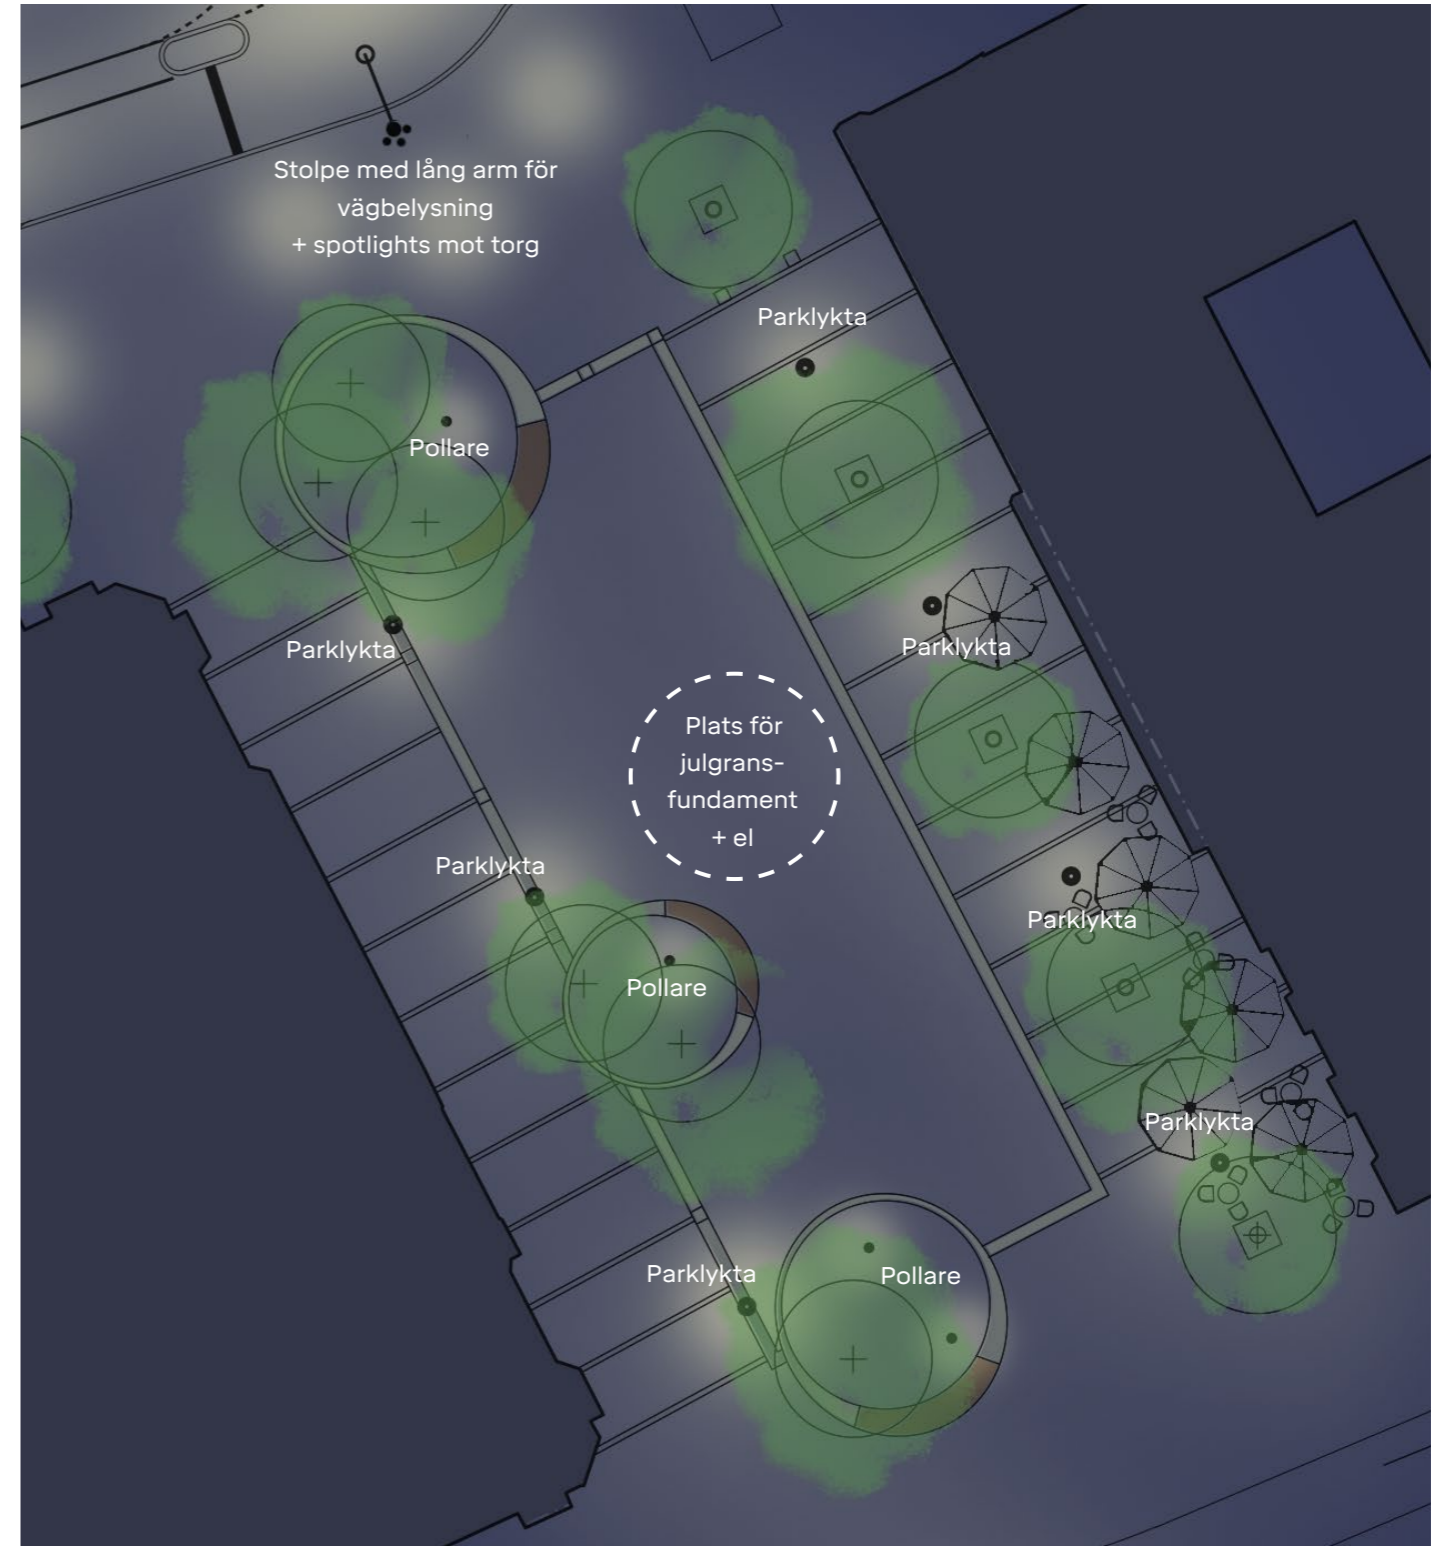 Stolpe med lång arm för
vägbelysning
+ spotlights mot torg
Parklykta
Pollare
Parklykta
Parklykta
Plats för
julgrans-
fundament
+ el
Parklykta
Parklykta
Pollare
Parklykta
Parklykta
Pollare